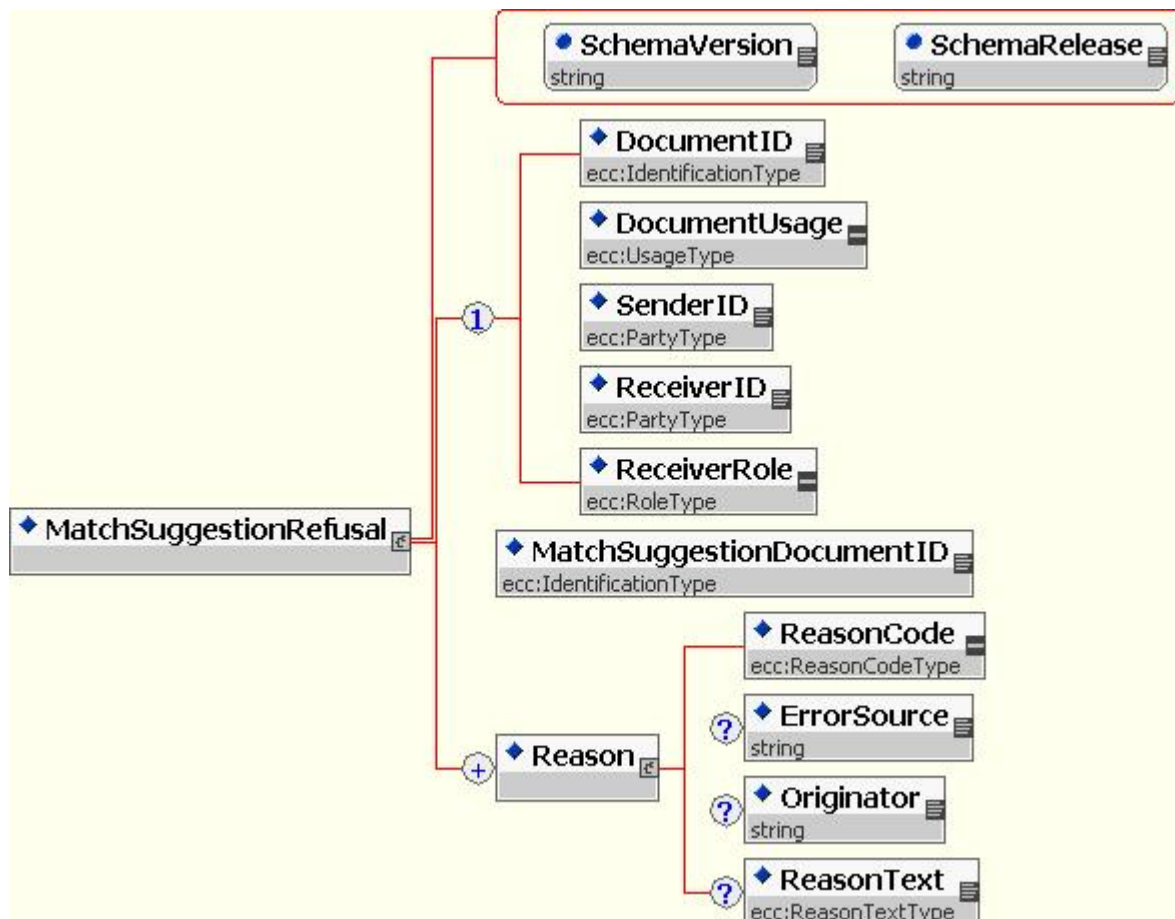 SchemaVersion
string
SchemaRelease
string
DocumentID
ecc:IdentificationType
DocumentUsage
ecc:UsageType
1
SenderID
ecc:PartyType
ReceiverID
ecc:PartyType
ReceiverRole
ecc:RoleType
MatchSuggestionRefusal
MatchSuggestionDocumentID
ecc:IdentificationType
ReasonCode
ecc:ReasonCodeType
?
ErrorSource
string
+
Reason
?
Originator
string
?
ReasonText
ecc:ReasonTextType